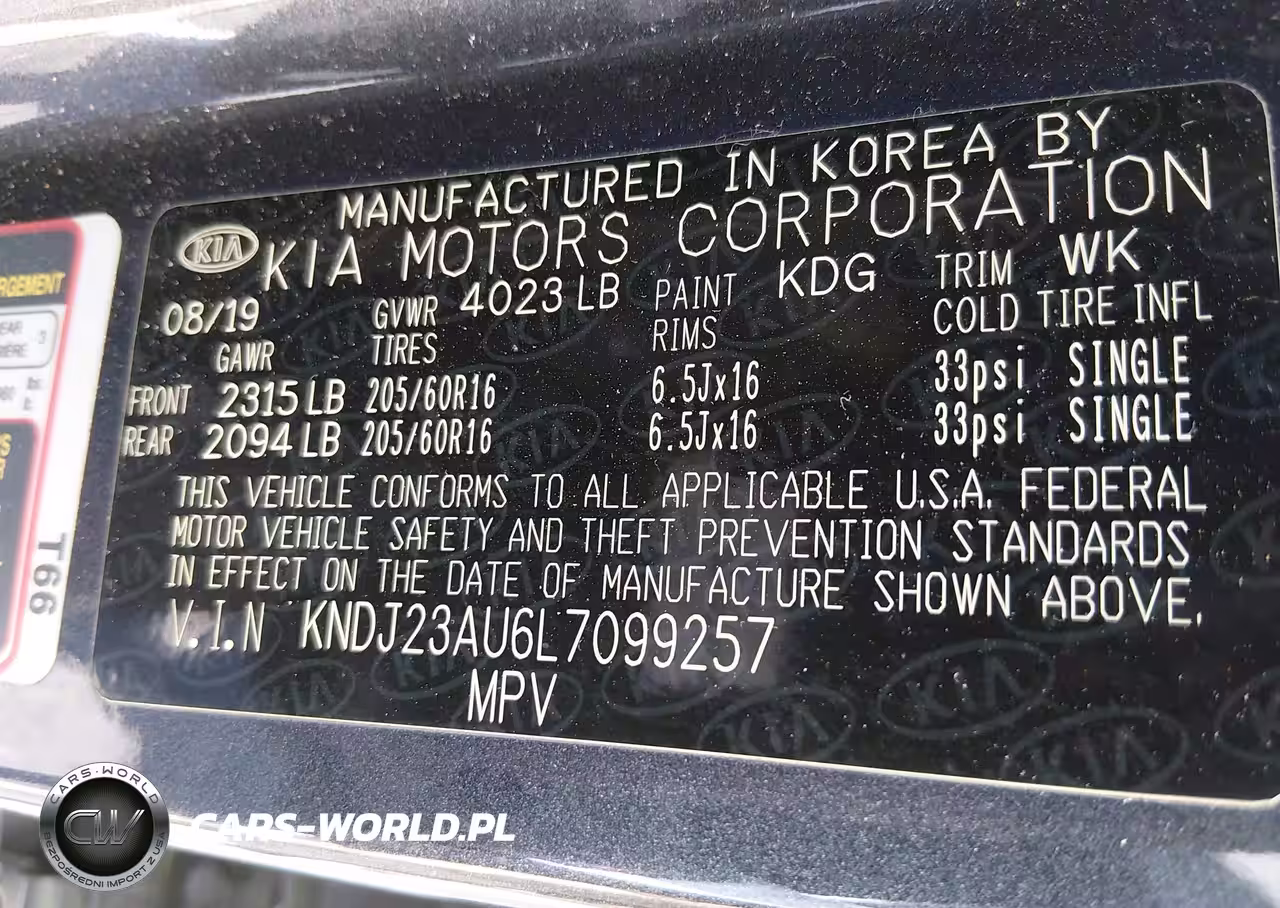 MANUFACTURED IN KOREA BY
KIA KIA MOTORS CORPORATION
08/19 GVWR 4023 LB PAINT KDG TRIM WK
GAWR TIRES RIMS COLD TIRE INFL
FRONT 2315 LB 205/60R16 6.5Jx16 33psi SINGLE
REAR 2094 LB 205/60R16 6.5Jx16 33psi SINGLE
THIS VEHICLE CONFORMS TO ALL APPLICABLE U.S.A. FEDERAL
MOTOR VEHICLE SAFETY AND THEFT PREVENTION STANDARDS
IN EFFECT ON THE DATE OF MANUFACTURE SHOWN ABOVE.
V.I.N KNDJ23AU6L7099257
MPV
T66
CARS-WORLD
CW
BEZPOŚREDNI IMPORT Z USA
CARS-WORLD.PL